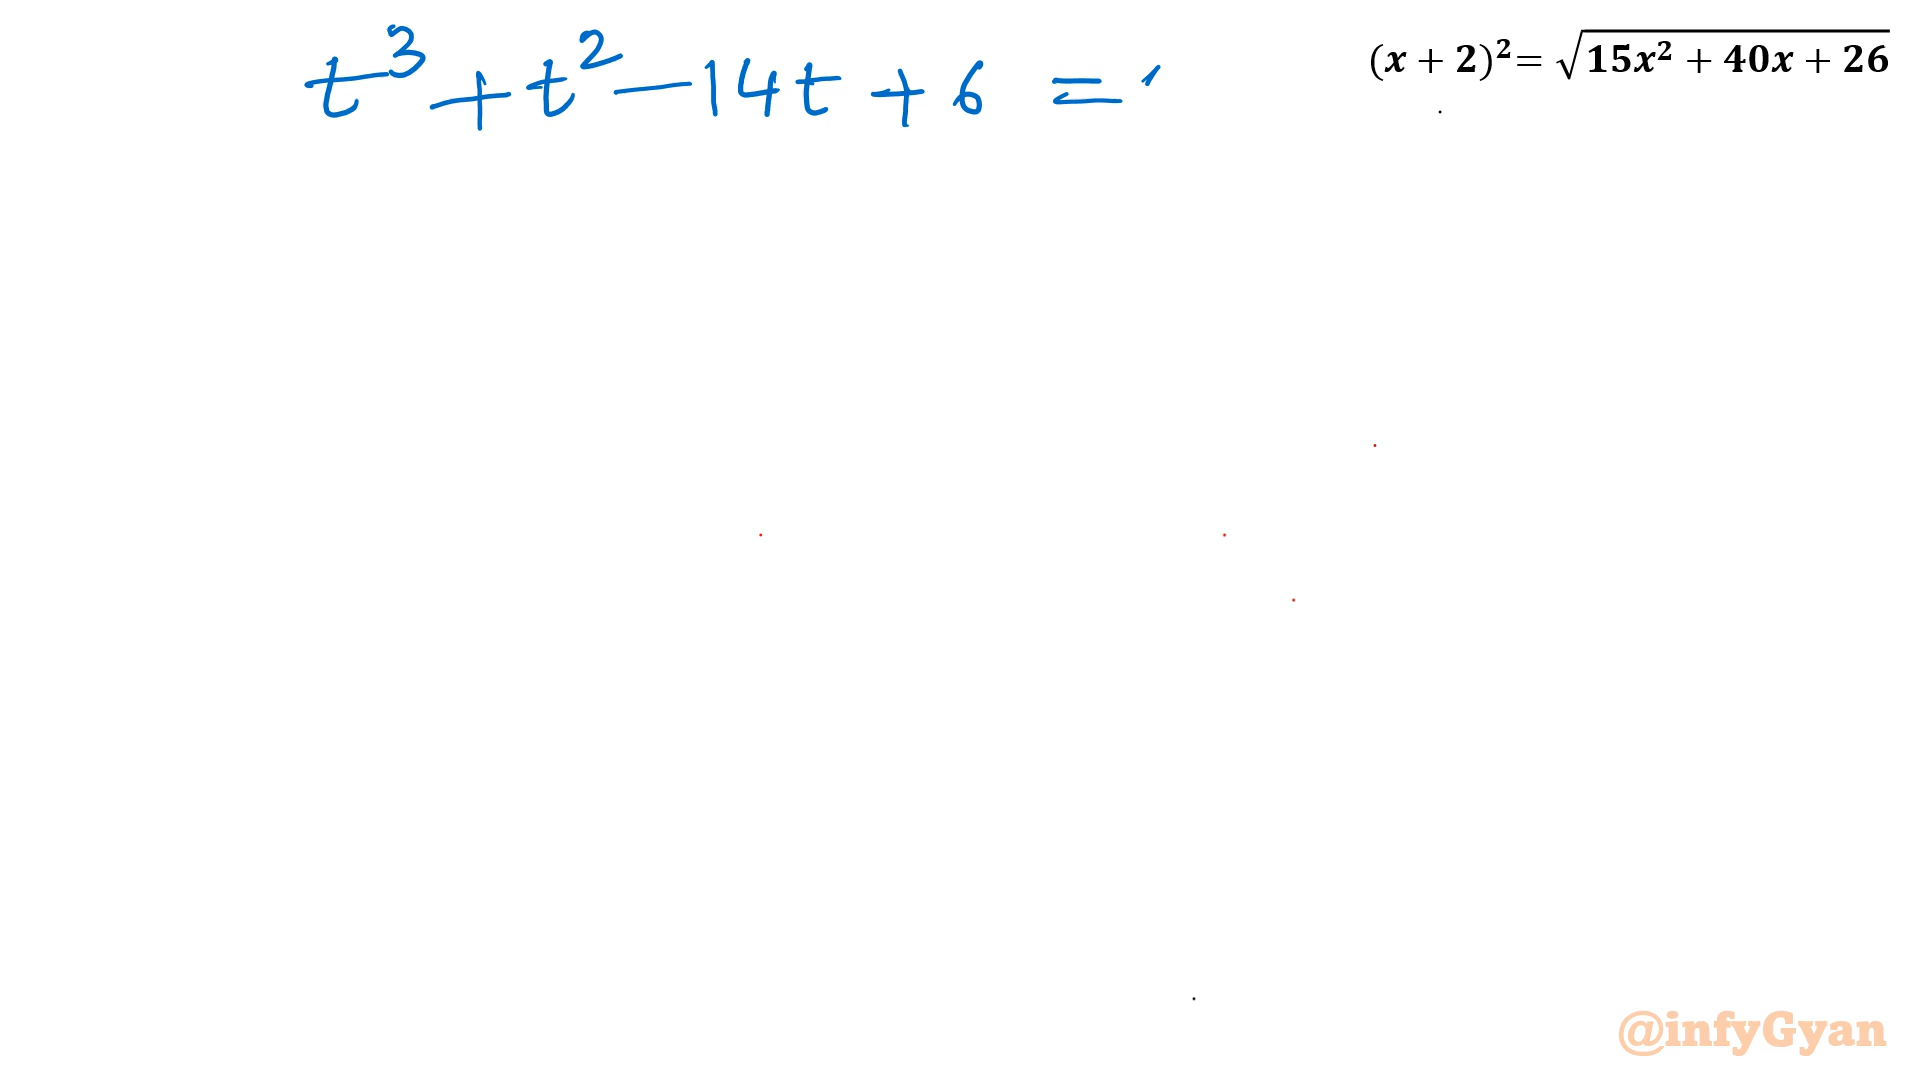 t³ + t² − 14t + 6 =
(x + 2)² = √(15x² + 40x + 26)
@infyGyan